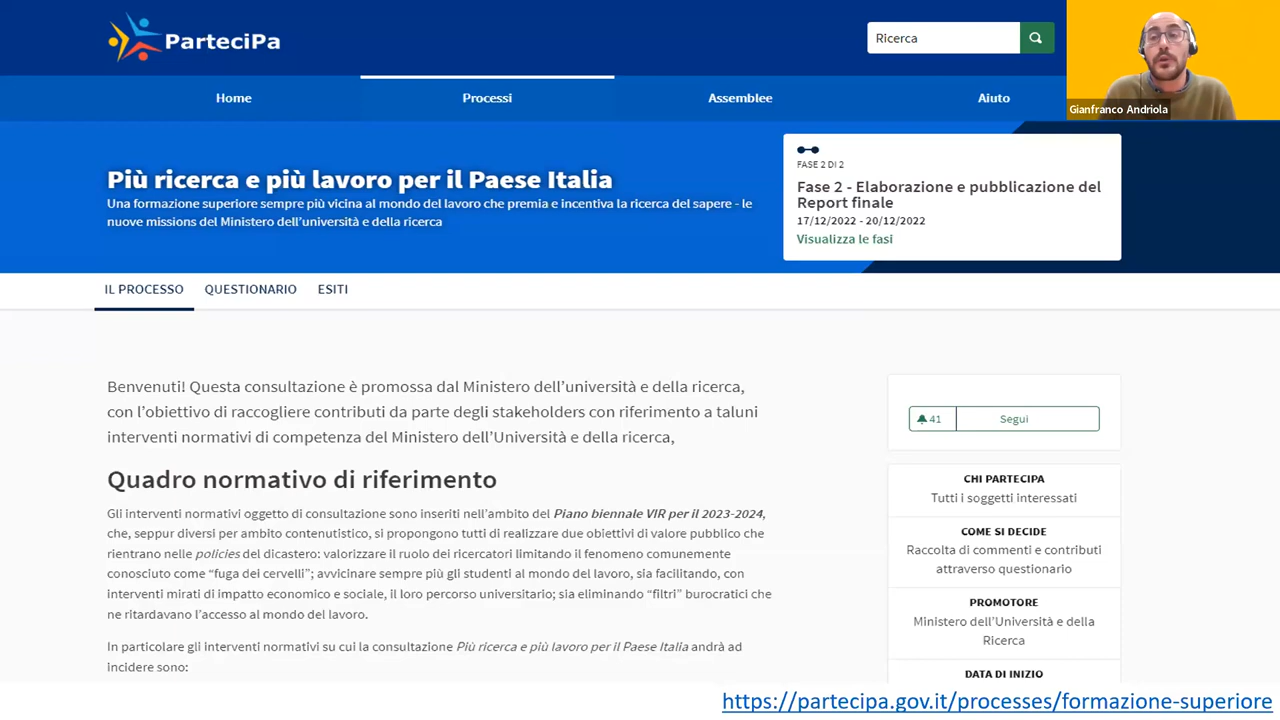 ParteciPa
Ricerca
Home
Processi
Assemblee
Aiuto
Gianfranco Andriola
Più ricerca e più lavoro per il Paese Italia
Una formazione superiore sempre più vicina al mondo del lavoro che premia e incentiva la ricerca del sapere - le
nuove missions del Ministero dell’università e della ricerca
FASE 2 DI 2
Fase 2 - Elaborazione e pubblicazione del
Report finale
17/12/2022 - 20/12/2022
Visualizza le fasi
IL PROCESSO
QUESTIONARIO
ESITI
Benvenuti! Questa consultazione è promossa dal Ministero dell’università e della ricerca,
con l’obiettivo di raccogliere contributi da parte degli stakeholders con riferimento a taluni
interventi normativi di competenza del Ministero dell’Università e della ricerca,
Quadro normativo di riferimento
Gli interventi normativi oggetto di consultazione sono inseriti nell’ambito del Piano biennale VIR per il 2023-2024,
che, seppur diversi per ambito contenutistico, si propongono tutti di realizzare due obiettivi di valore pubblico che
rientrano nelle policies del dicastero: valorizzare il ruolo dei ricercatori limitando il fenomeno comunemente
conosciuto come “fuga dei cervelli”; avvicinare sempre più gli studenti al mondo del lavoro, sia facilitando, con
interventi mirati di impatto economico e sociale, il loro percorso universitario; sia eliminando “filtri” burocratici che
ne ritardavano l’accesso al mondo del lavoro.
In particolare gli interventi normativi su cui la consultazione Più ricerca e più lavoro per il Paese Italia andrà ad
incidere sono:
41
Segui
CHI PARTECIPA
Tutti i soggetti interessati
COME SI DECIDE
Raccolta di commenti e contributi
attraverso questionario
PROMOTORE
Ministero dell’Università e della
Ricerca
DATA DI INIZIO
https://partecipa.gov.it/processes/formazione-superiore